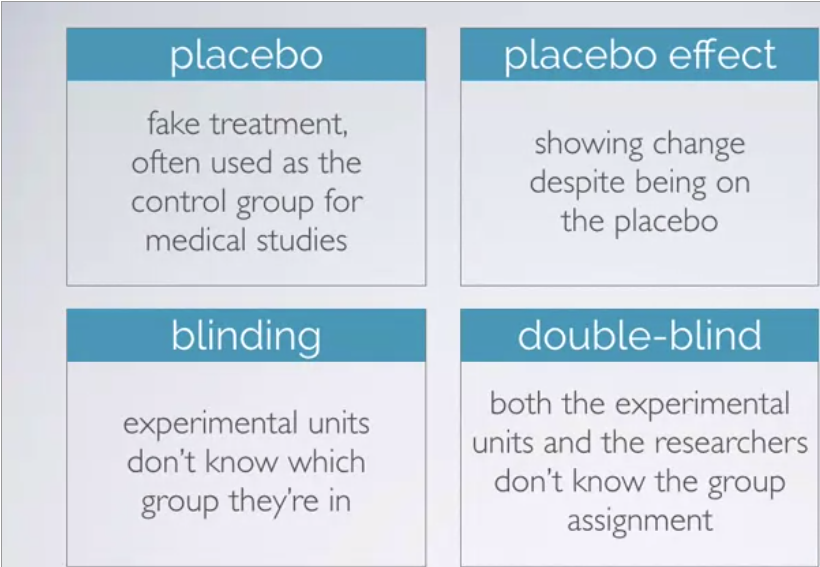 placebo
fake treatment,
often used as the
control group for
medical studies
placebo effect
showing change
despite being on
the placebo
blinding
experimental units
don't know which
group they're in
double-blind
both the experimental
units and the researchers
don't know the group
assignment